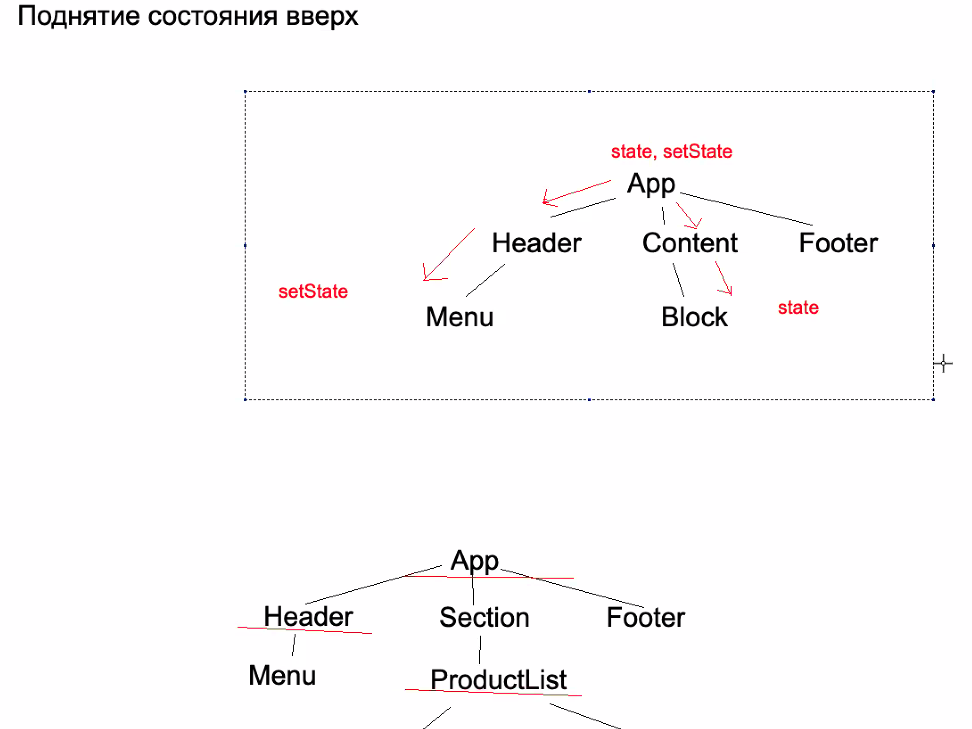 Поднятие состояния вверх
state, setState
App
Header Content Footer
setState
state
Menu Block
App
Header Section Footer
Menu ProductList